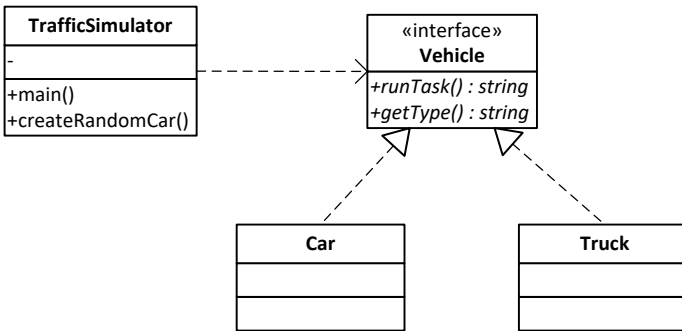 TrafficSimulator
-
+main()
+createRandomCar()
«interface»
Vehicle
+runTask() : string
+getType() : string
Car
Truck